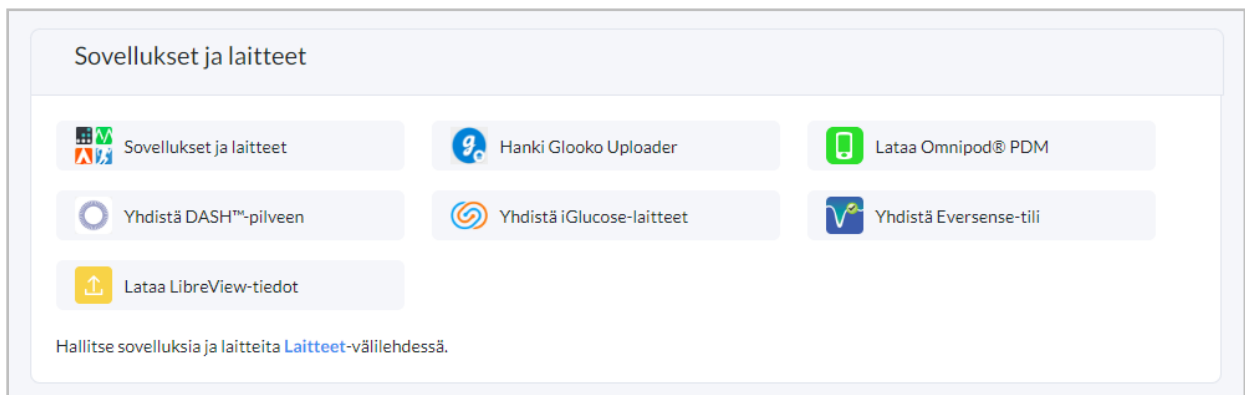 Sovellukset ja laitteet
Sovellukset ja laitteet
Hanki Glooko Uploader
Lataa Omnipod® PDM
Yhdistä DASH™-pilveen
Yhdistä iGlucose-laitteet
Yhdistä Eversense-tili
Lataa LibreView-tiedot
Hallitse sovelluksia ja laitteita Laitteet-välilehdessä.